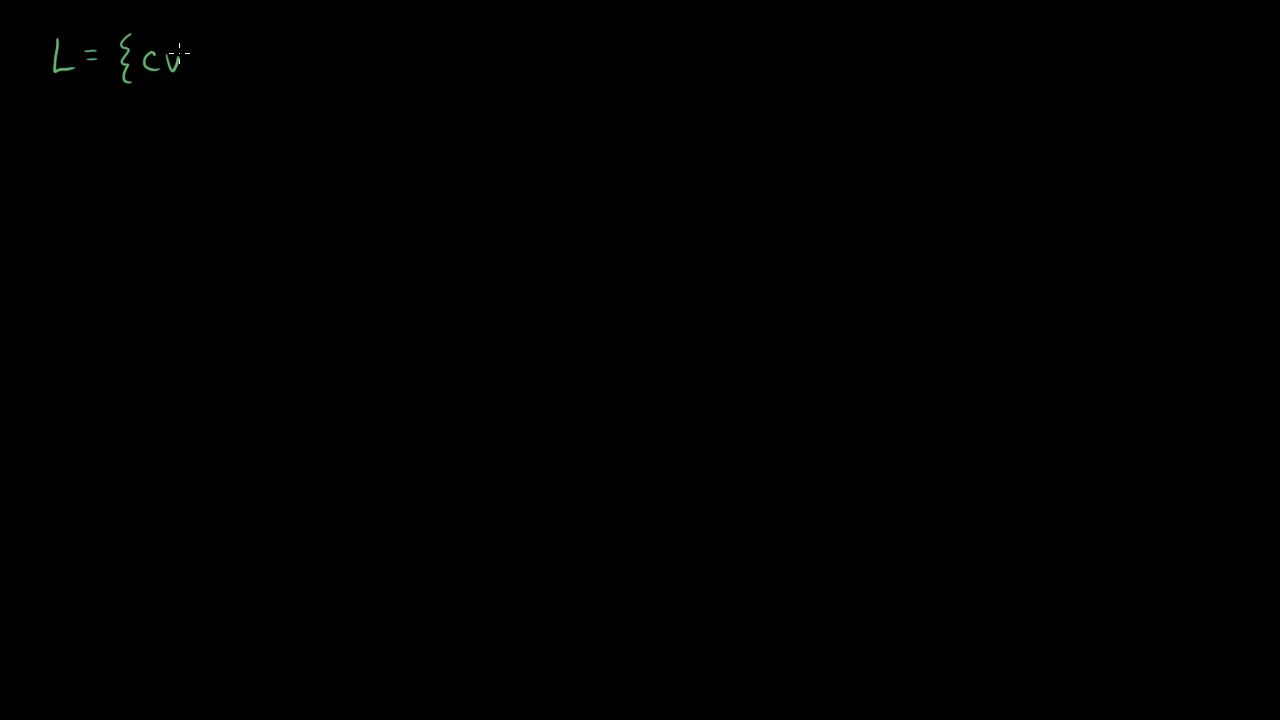 L = {cv